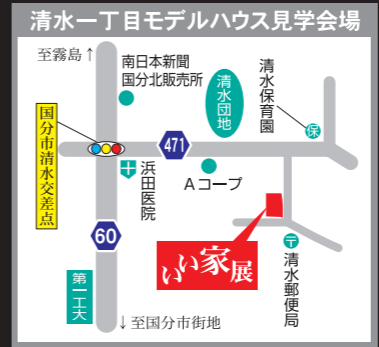 清水一丁目モデルハウス見学会場
至霧島↑
南日本新聞
国分北販売所
清水団地
清水保育園
保
国分市清水交差点
471
浜田医院
Aコープ
60
いい家展
〒
清水郵便局
第一工大
↓至国分市街地